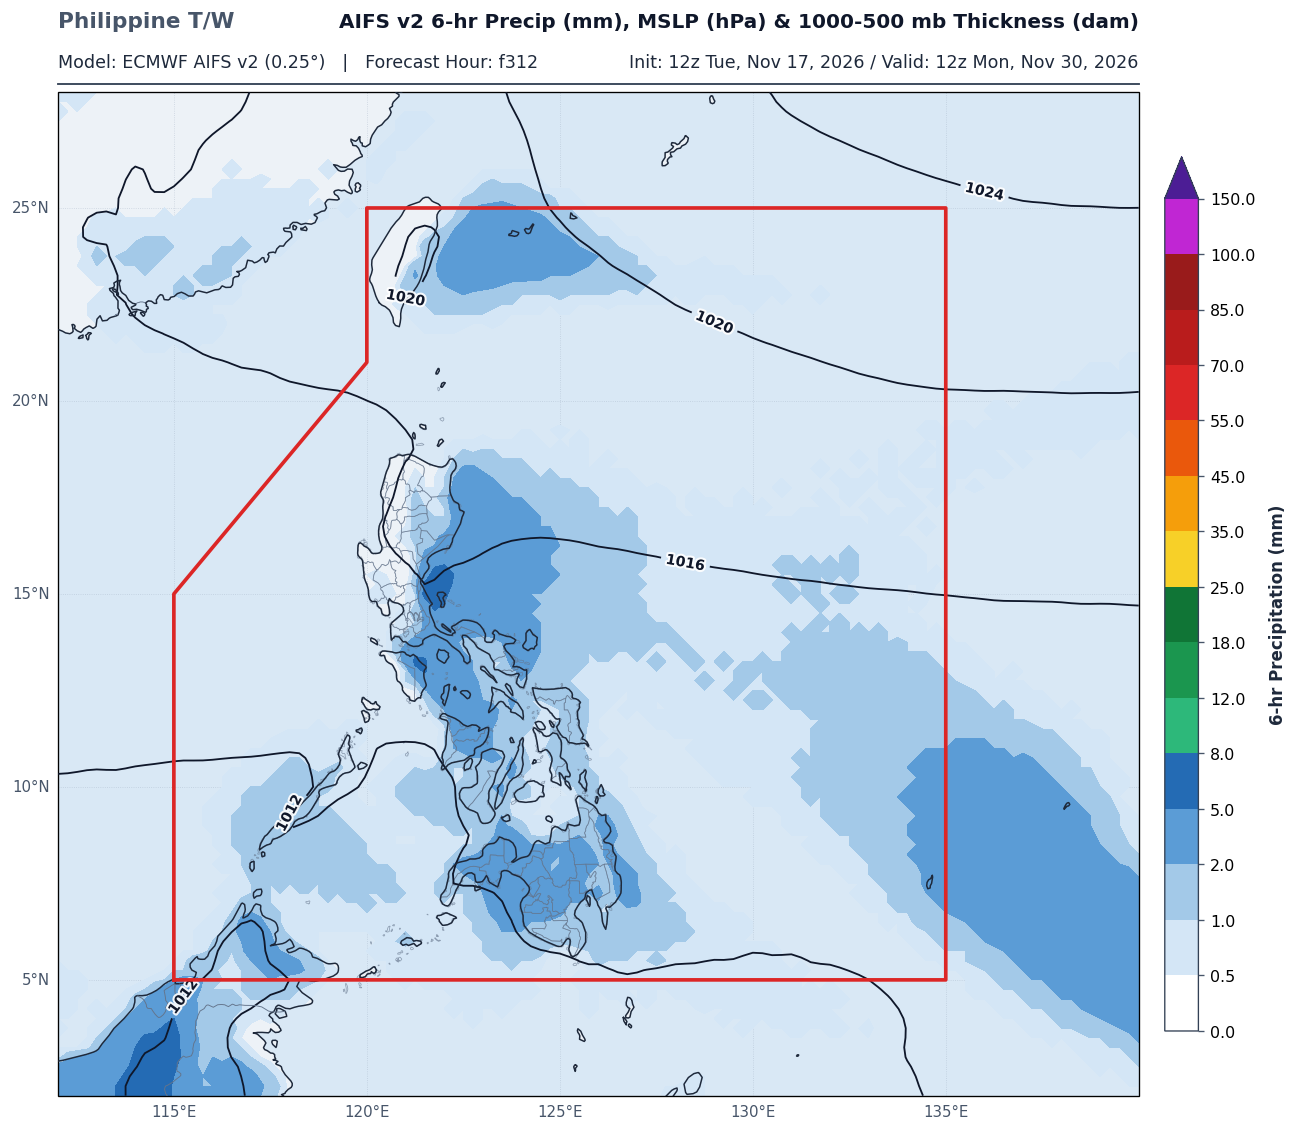 Philippine T/W
AIFS v2 6-hr Precip (mm), MSLP (hPa) & 1000-500 mb Thickness (dam)
Model: ECMWF AIFS v2 (0.25°) | Forecast Hour: f312
Init: 12z Tue, Nov 17, 2026 / Valid: 12z Mon, Nov 30, 2026
1024
1020
1020
1016
1012
1012
25°N
20°N
15°N
10°N
5°N
115°E
120°E
125°E
130°E
135°E
150.0
100.0
85.0
70.0
55.0
45.0
35.0
25.0
18.0
12.0
8.0
5.0
2.0
1.0
0.5
0.0
6-hr Precipitation (mm)